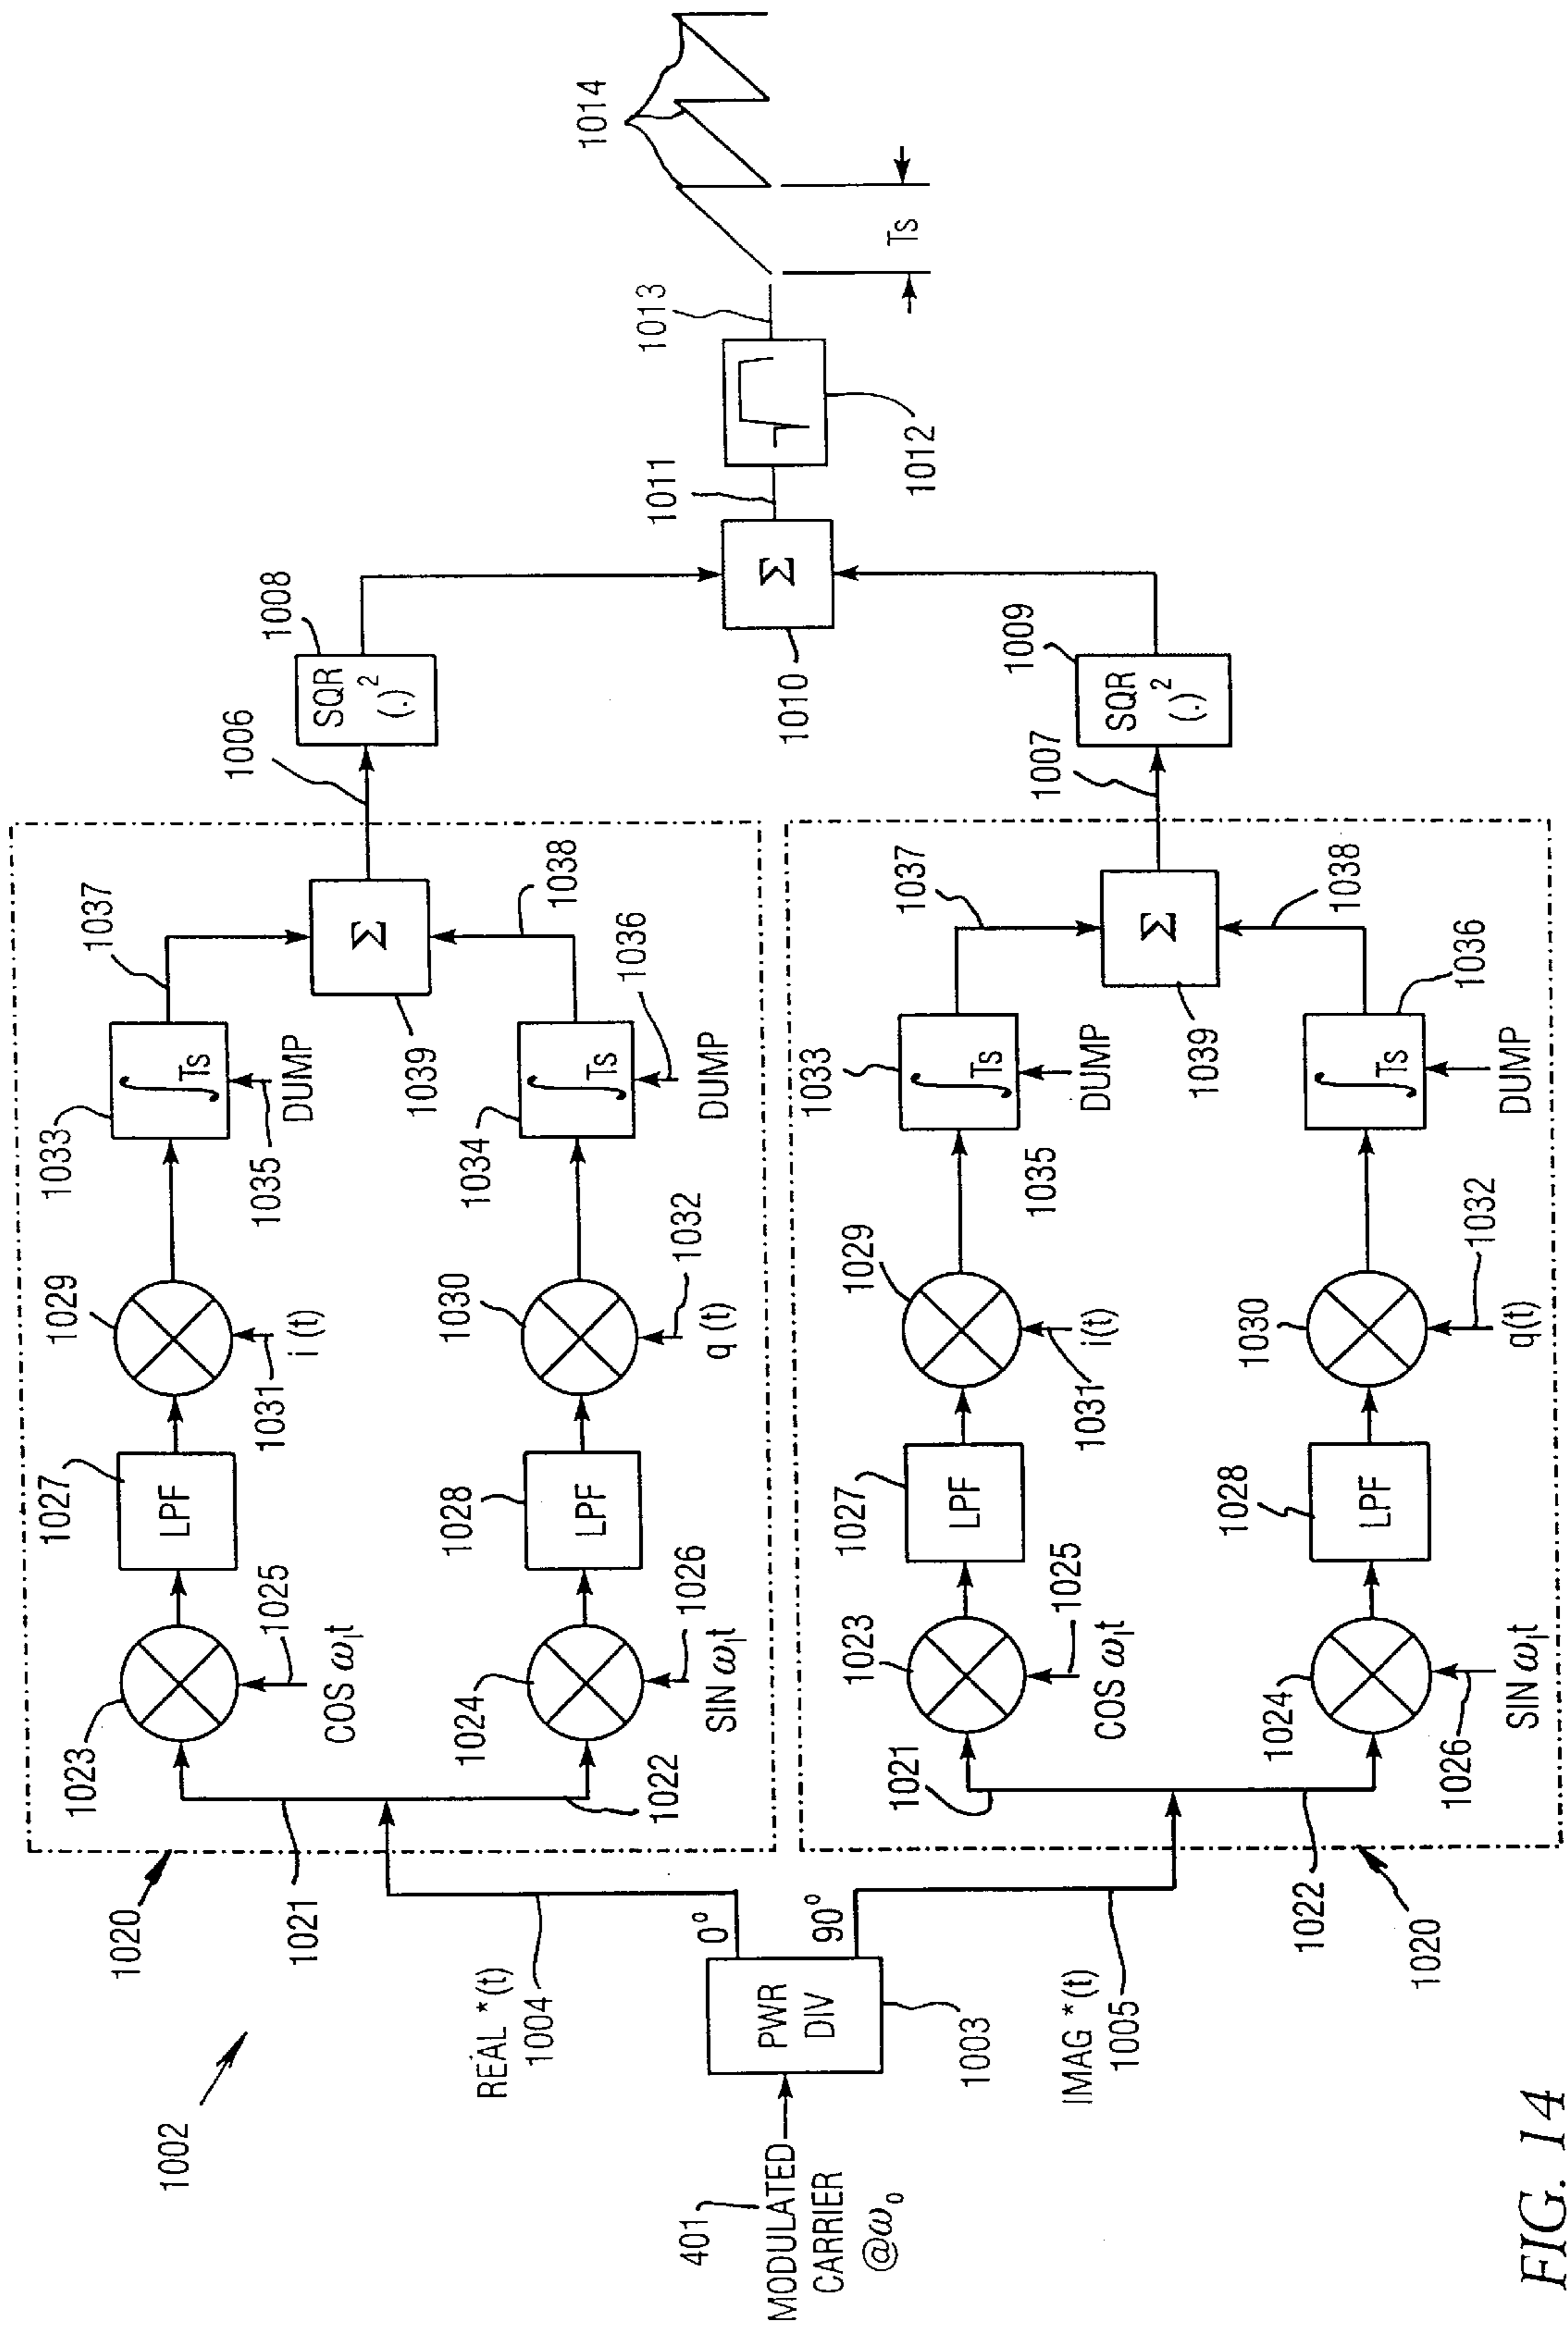 1002
401
MODULATED
CARRIER
@ω₀
PWR
DIV
1003
0°
90°
REAL *(t)
1004
IMAG *(t)
1005
1020
1021
1022
1023
COS ω₁t
1025
1024
SIN ω₁t
1026
1027
LPF
1028
LPF
1029
i (t)
1031
1030
q (t)
1032
1033
∫Ts
1035
DUMP
1034
∫Ts
1036
DUMP
1037
1038
Σ
1039
1006
1008
SQR
(.)²
1020
1021
1022
1023
COS ω₁t
1025
1024
SIN ω₁t
1026
1027
LPF
1028
LPF
1029
i(t)
1031
1030
q(t)
1032
1033
∫Ts
1035
DUMP
∫Ts
1036
DUMP
1037
1038
Σ
1039
1007
1009
SQR
(.)²
Σ
1010
1011
1012
1013
1014
Ts
FIG. 14